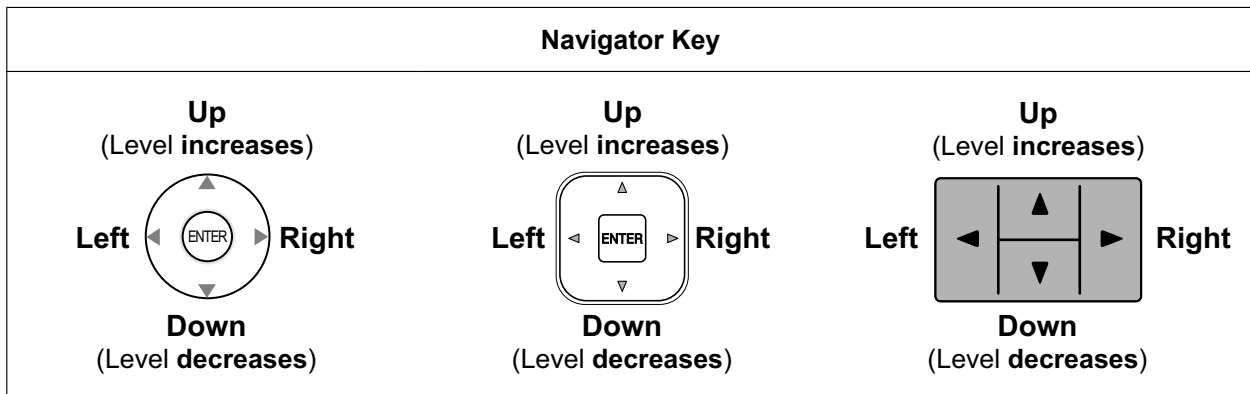 Navigator Key
Up
(Level increases)
Left
ENTER
Right
Down
(Level decreases)
Up
(Level increases)
Left
ENTER
Right
Down
(Level decreases)
Up
(Level increases)
Left
Right
Down
(Level decreases)